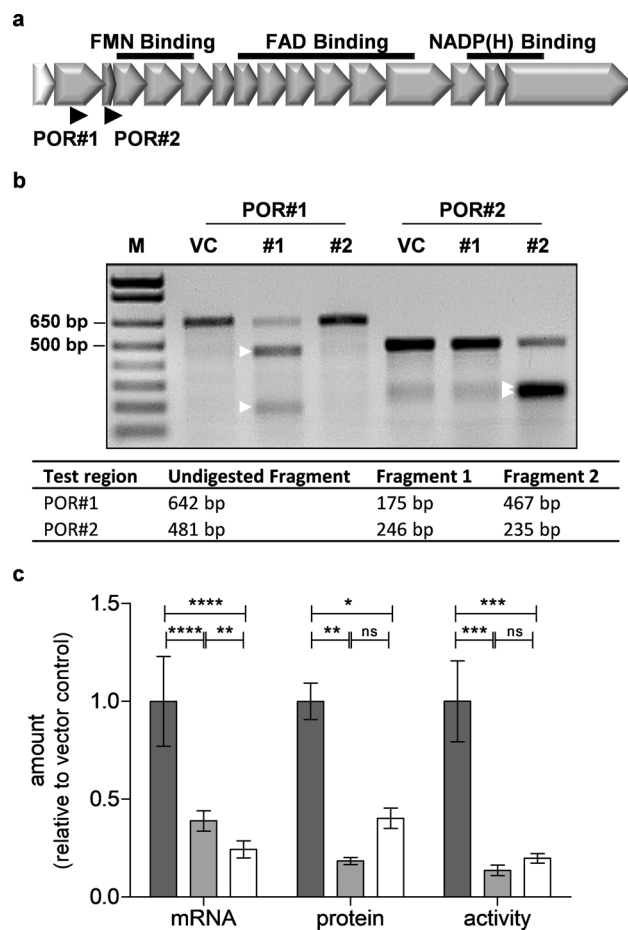 a
FMN Binding FAD Binding NADP(H) Binding
POR#1 POR#2
b
POR#1 POR#2
M VC #1 #2 VC #1 #2
650 bp
500 bp
Test region Undigested Fragment Fragment 1 Fragment 2
POR#1 642 bp 175 bp 467 bp
POR#2 481 bp 246 bp 235 bp
c
amount
(relative to vector control)
1.5
1.0
0.5
0.0
**** * ***
**** ** ** ns *** ns
mRNA protein activity